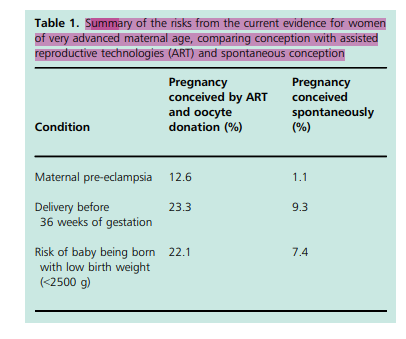 Table 1. Summary of the risks from the current evidence for women
of very advanced maternal age, comparing conception with assisted
reproductive technologies (ART) and spontaneous conception
Condition
Pregnancy
conceived by ART
and oocyte
donation (%)
Pregnancy
conceived
spontaneously
(%)
Maternal pre-eclampsia 12.6 1.1
Delivery before 23.3 9.3
36 weeks of gestation
Risk of baby being born 22.1 7.4
with low birth weight
(<2500 g)